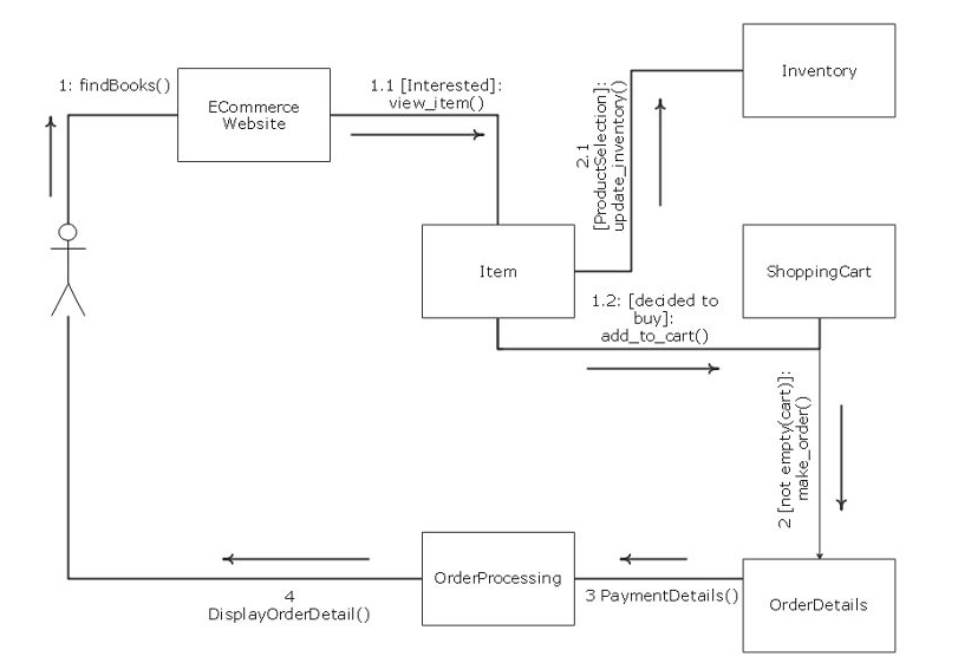 1: findBooks()
ECommerce
Website
1.1 [Interested]:
view_item()
2.1
[ProductSelection]:
update_inventory()
Inventory
Item
1.2: [decided to
buy]:
add_to_cart()
ShoppingCart
2 [not empty(cart)]:
make_order()
OrderProcessing
3 PaymentDetails()
OrderDetails
4
DisplayOrderDetail()